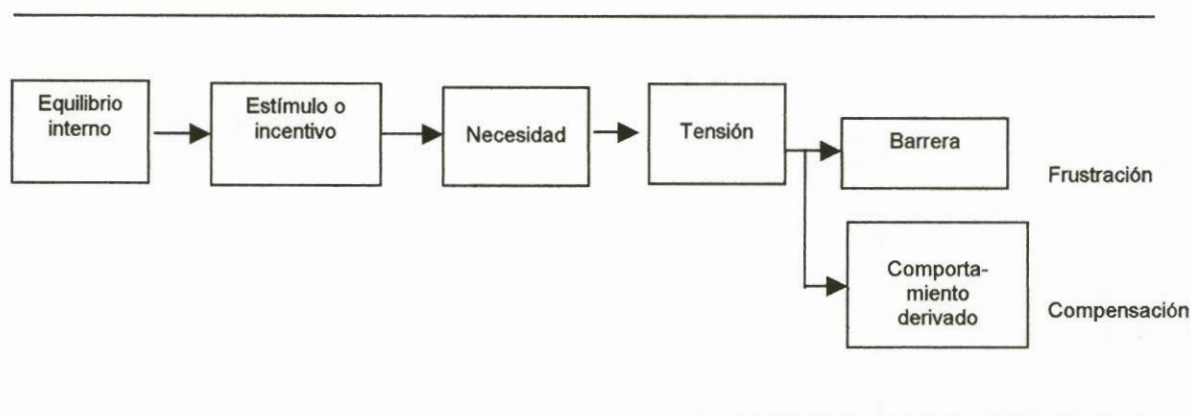 Equilibrio
interno
Estímulo o
incentivo
Necesidad
Tensión
Barrera
Frustración
Comporta-
miento
derivado
Compensación